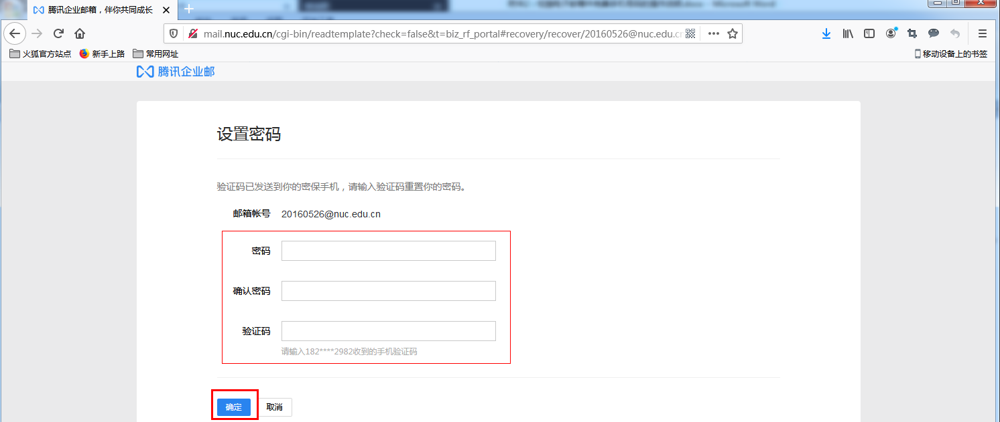 腾讯企业邮箱，伴你共同成长
mail.nuc.edu.cn/cgi-bin/readtemplate?check=false&t=biz_rf_portal#recovery/recover/20160526@nuc.edu.cn
火狐官方站点 新手上路 常用网址 移动设备上的书签
腾讯企业邮
设置密码
验证码已发送到你的密保手机，请输入验证码重置你的密码。
邮箱帐号 20160526@nuc.edu.cn
密码
确认密码
验证码
请输入182****2982收到的手机验证码
确定 取消